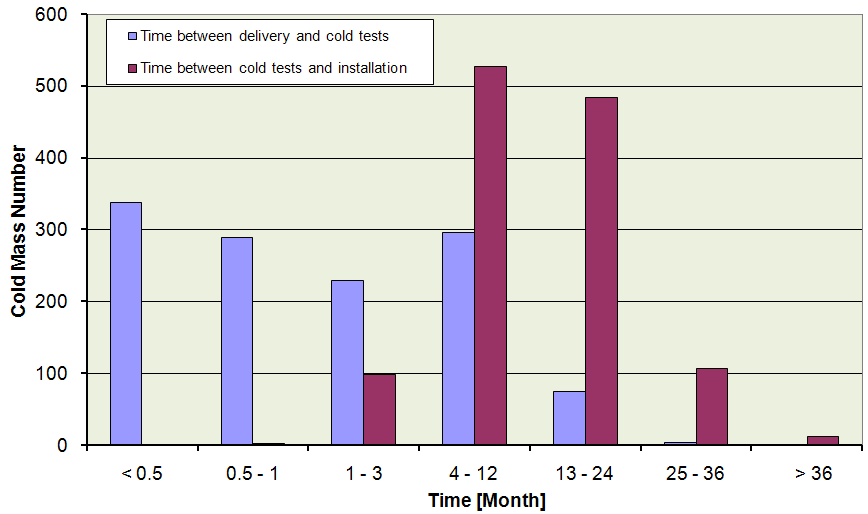 600
500
400
300
200
100
0
Time between delivery and cold tests
Time between cold tests and installation
Cold Mass Number
< 0.5
0.5 - 1
1 - 3
4 - 12
13 - 24
25 - 36
> 36
Time [Month]